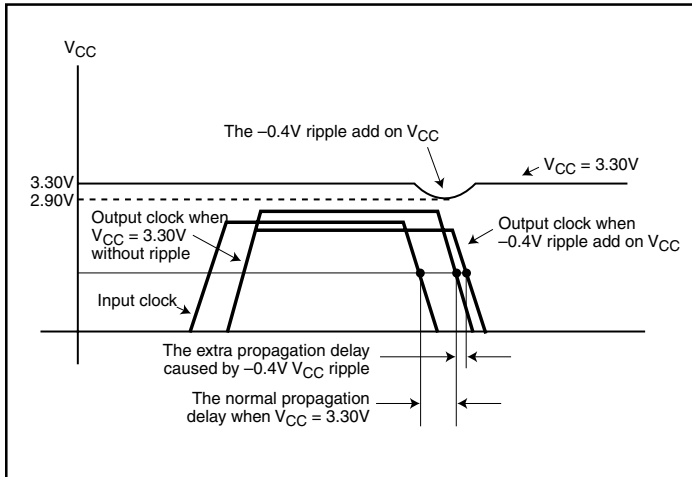 VCC
The –0.4V ripple add on VCC
VCC = 3.30V
3.30V
2.90V
Output clock when
VCC = 3.30V
without ripple
Output clock when
–0.4V ripple add on VCC
Input clock
The extra propagation delay
caused by –0.4V VCC ripple
The normal propagation
delay when VCC = 3.30V